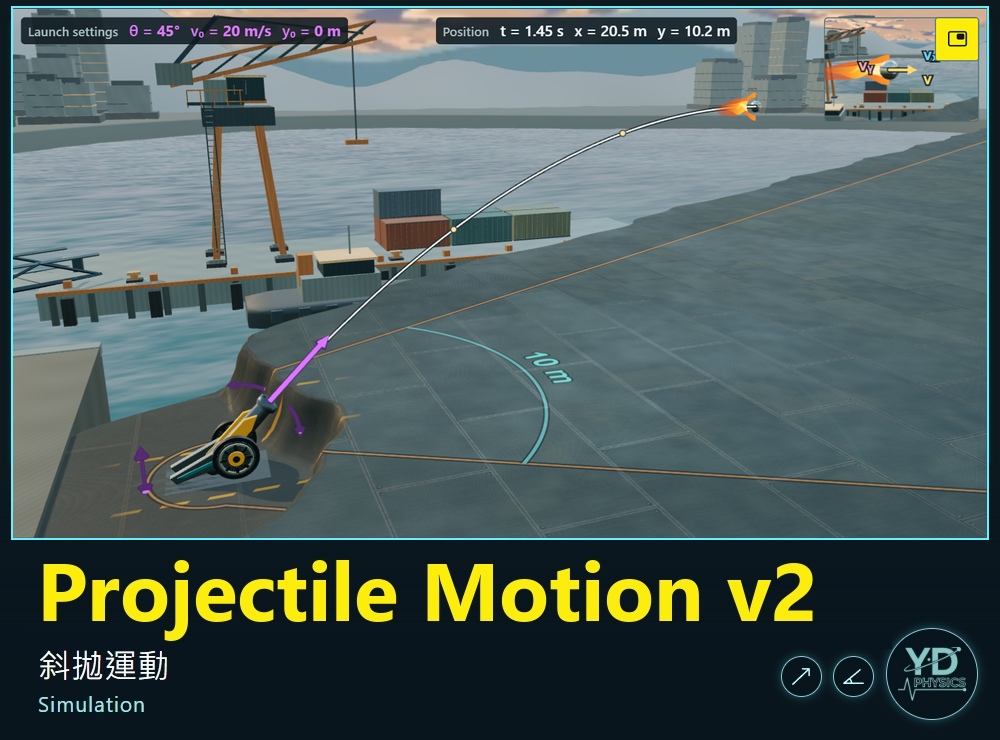 Launch settings θ = 45° v₀ = 20 m/s y₀ = 0 m
Position t = 1.45 s x = 20.5 m y = 10.2 m
Vy
V
10 m
Projectile Motion v2
斜拋運動
Simulation
YD
PHYSICS